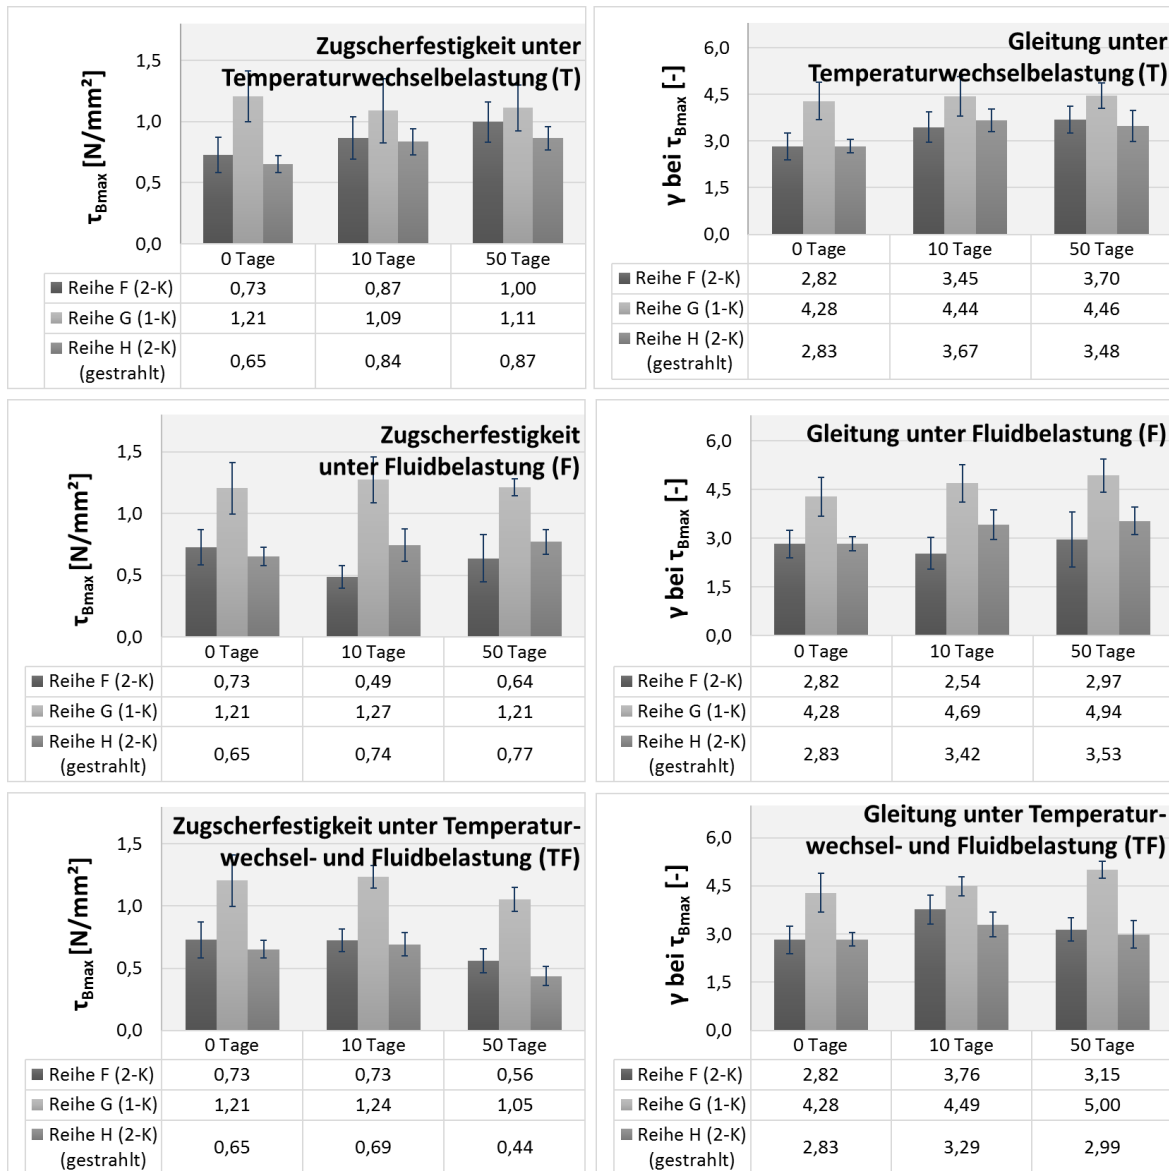 Zugscherfestigkeit unter
Temperaturwechselbelastung (T)
τBmax [N/mm²]
1,5
1,0
0,5
0,0
0 Tage 10 Tage 50 Tage
Reihe F (2-K) 0,73 0,87 1,00
Reihe G (1-K) 1,21 1,09 1,11
Reihe H (2-K)
(gestrahlt) 0,65 0,84 0,87
Gleitung unter
Temperaturwechselbelastung (T)
γ bei τBmax [-]
6,0
4,5
3,0
1,5
0,0
0 Tage 10 Tage 50 Tage
Reihe F (2-K) 2,82 3,45 3,70
Reihe G (1-K) 4,28 4,44 4,46
Reihe H (2-K)
(gestrahlt) 2,83 3,67 3,48
Zugscherfestigkeit
unter Fluidbelastung (F)
τBmax [N/mm²]
1,5
1,0
0,5
0,0
0 Tage 10 Tage 50 Tage
Reihe F (2-K) 0,73 0,49 0,64
Reihe G (1-K) 1,21 1,27 1,21
Reihe H (2-K)
(gestrahlt) 0,65 0,74 0,77
Gleitung unter Fluidbelastung (F)
γ bei τBmax [-]
6,0
4,5
3,0
1,5
0,0
0 Tage 10 Tage 50 Tage
Reihe F (2-K) 2,82 2,54 2,97
Reihe G (1-K) 4,28 4,69 4,94
Reihe H (2-K)
(gestrahlt) 2,83 3,42 3,53
Zugscherfestigkeit unter Temperatur-
wechsel- und Fluidbelastung (TF)
τBmax [N/mm²]
1,5
1,0
0,5
0,0
0 Tage 10 Tage 50 Tage
Reihe F (2-K) 0,73 0,73 0,56
Reihe G (1-K) 1,21 1,24 1,05
Reihe H (2-K)
(gestrahlt) 0,65 0,69 0,44
Gleitung unter Temperatur-
wechsel- und Fluidbelastung (TF)
γ bei τBmax [-]
6,0
4,5
3,0
1,5
0,0
0 Tage 10 Tage 50 Tage
Reihe F (2-K) 2,82 3,76 3,15
Reihe G (1-K) 4,28 4,49 5,00
Reihe H (2-K)
(gestrahlt) 2,83 3,29 2,99